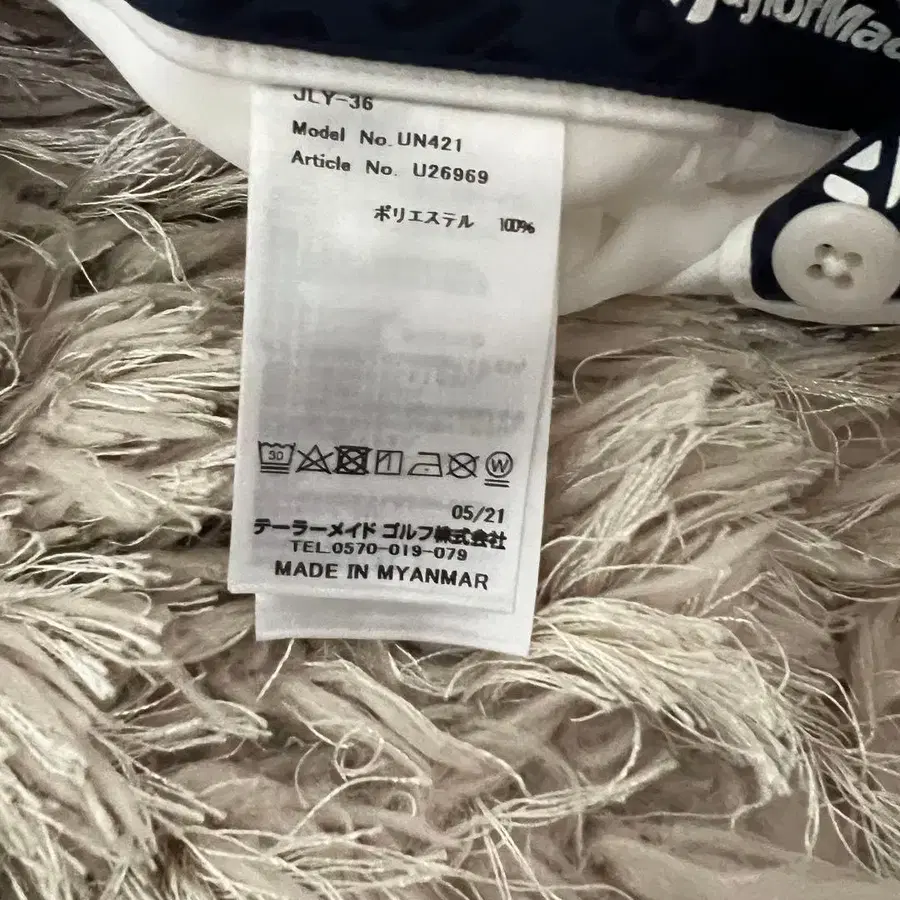 TaylorMade
JLY-36
Model No. UN421
Article No. U26969
ポリエステル 100%
30
W
05/21
テーラーメイド ゴルフ株式会社
TEL.0570-019-079
MADE IN MYANMAR